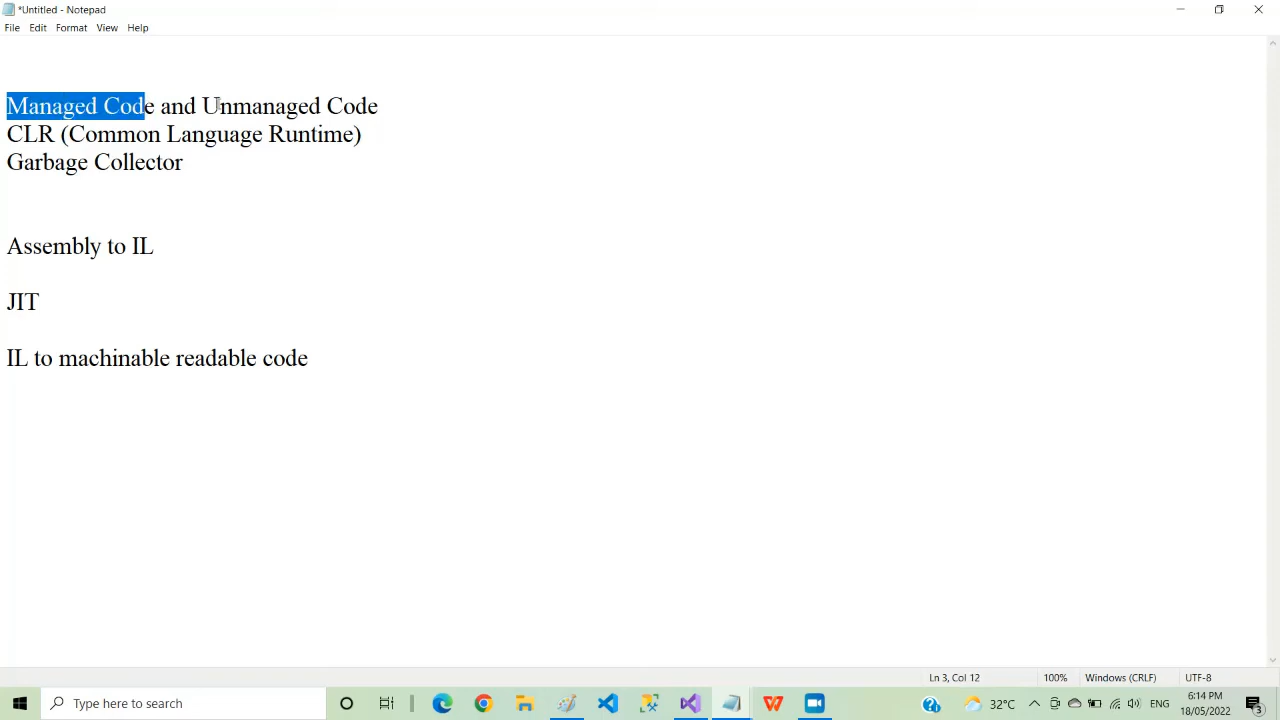 *Untitled - Notepad
File Edit Format View Help
Managed Code and Unmanaged Code
CLR (Common Language Runtime)
Garbage Collector
Assembly to IL
JIT
IL to machinable readable code
Ln 3, Col 12 100% Windows (CRLF) UTF-8
Type here to search
32°C ENG 6:14 PM
18/05/2022 3